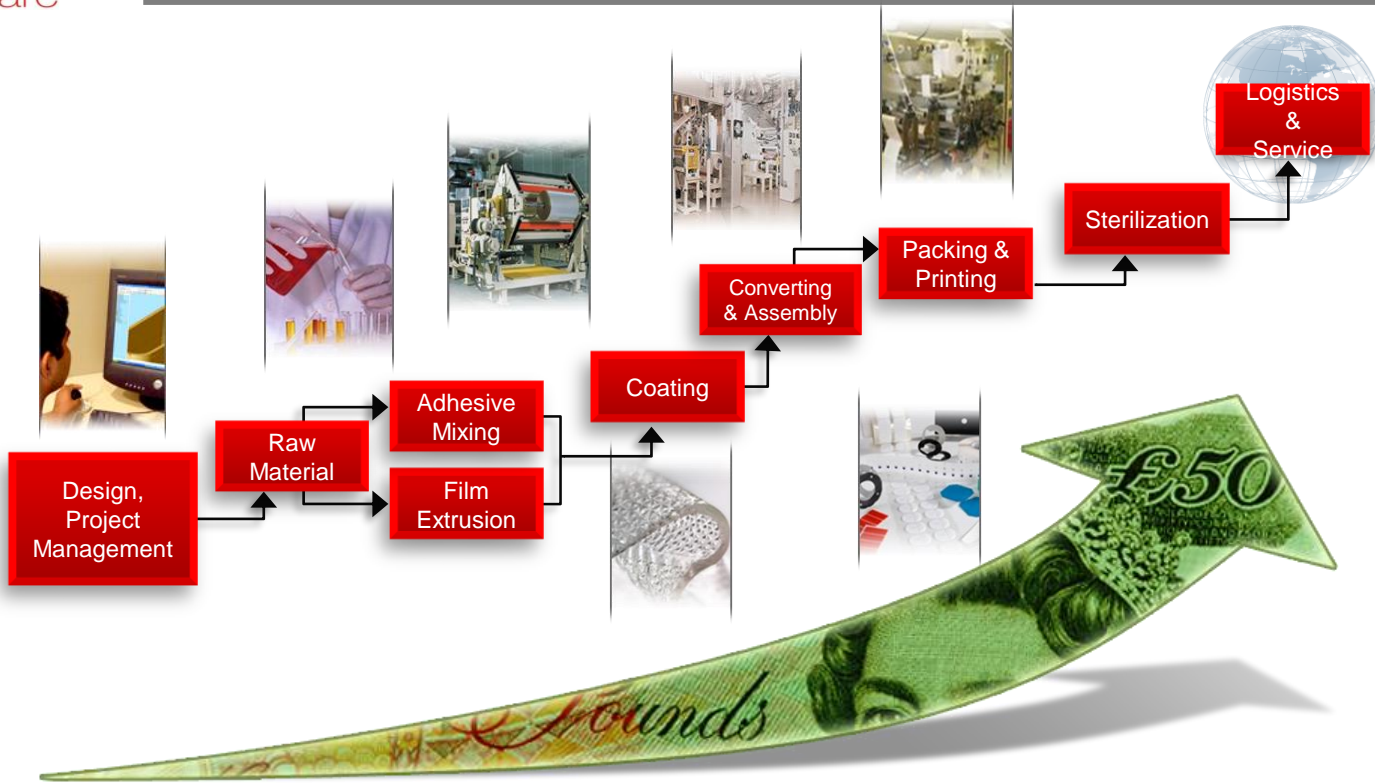 Design,
Project
Management
Raw
Material
Adhesive
Mixing
Film
Extrusion
Coating
Converting
& Assembly
Packing &
Printing
Sterilization
Logistics
&
Service
£50
Pounds